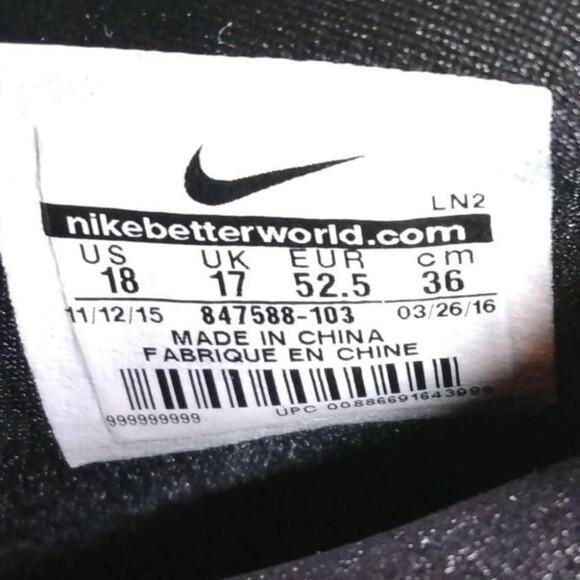 LN2
nikebetterworld.com
US UK EUR cm
18 17 52.5 36
11/12/15 847588-103 03/26/16
MADE IN CHINA
FABRIQUE EN CHINE
999999999 UPC